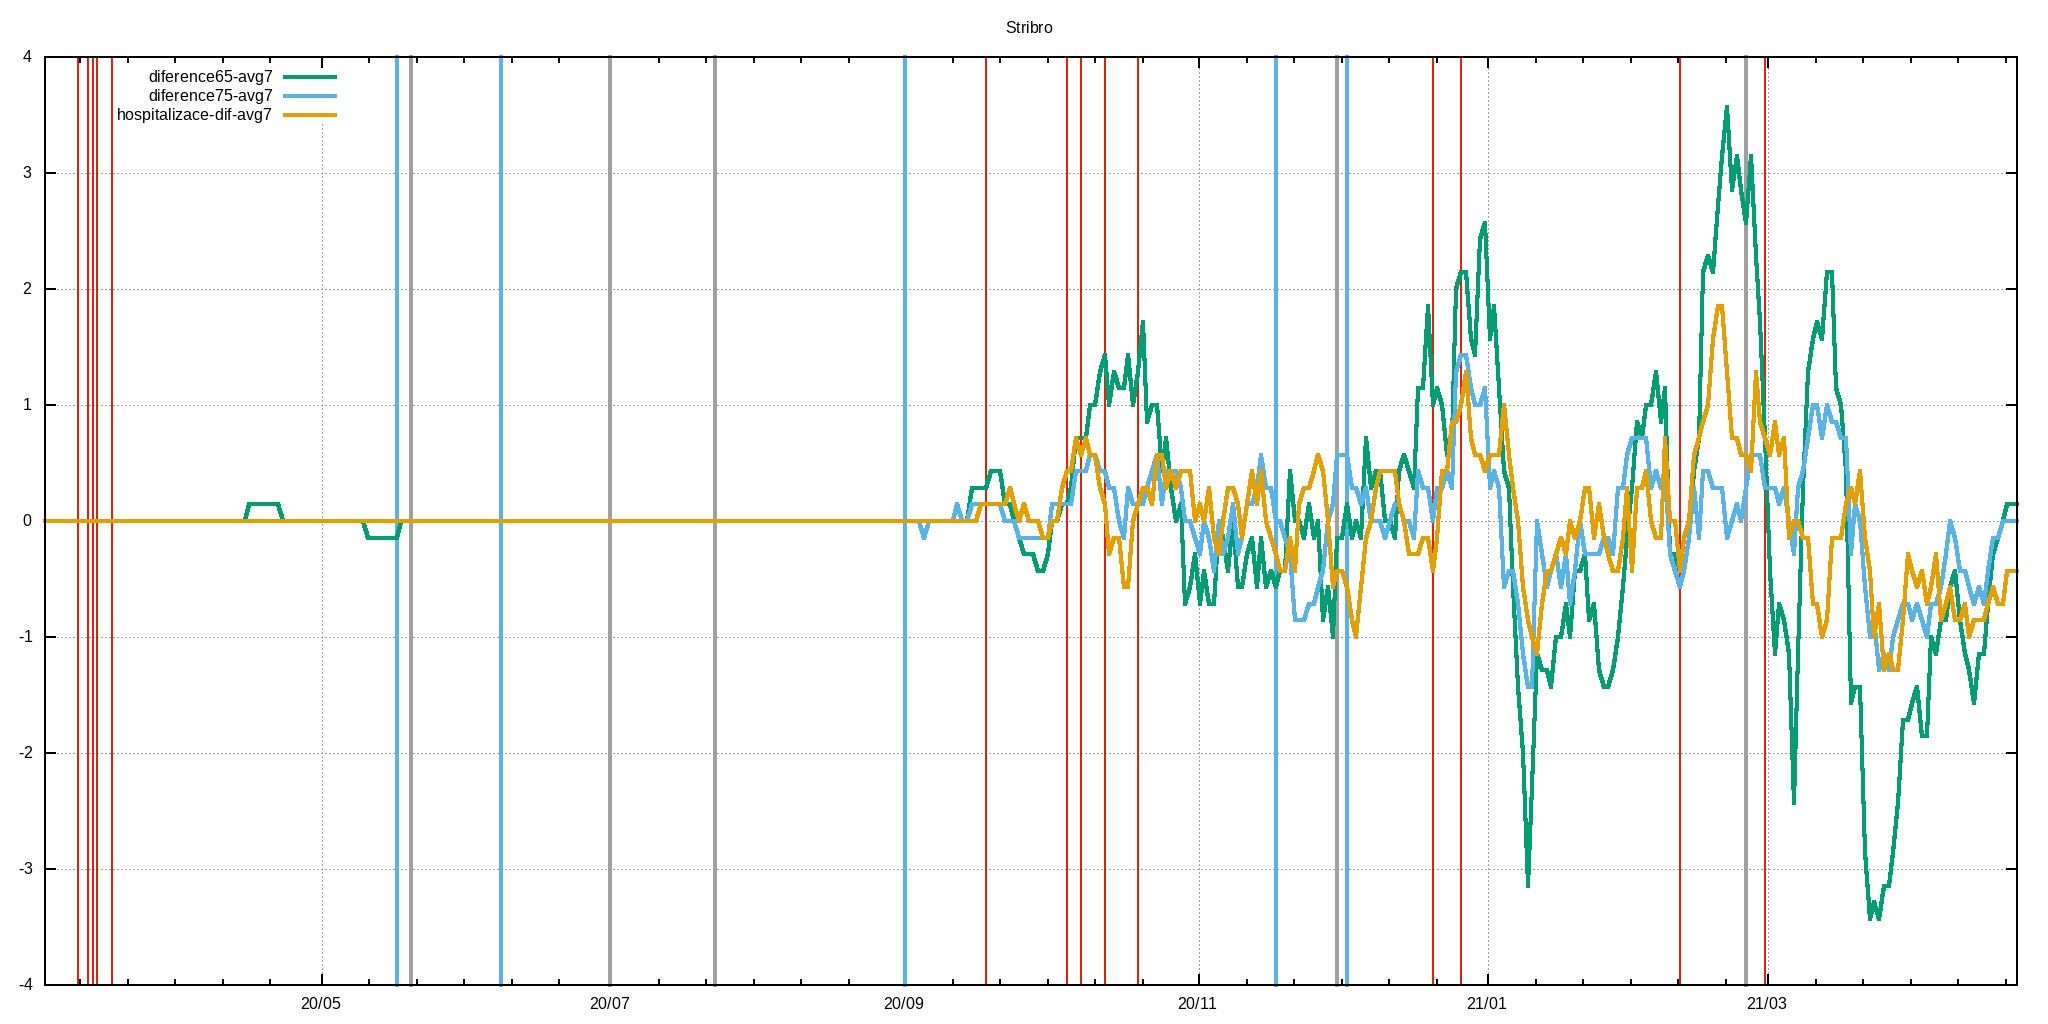 Stribro
4
diference65-avg7
diference75-avg7
hospitalizace-dif-avg7
3
2
1
0
-1
-2
-3
-4
20/05 20/07 20/09 20/11 21/01 21/03